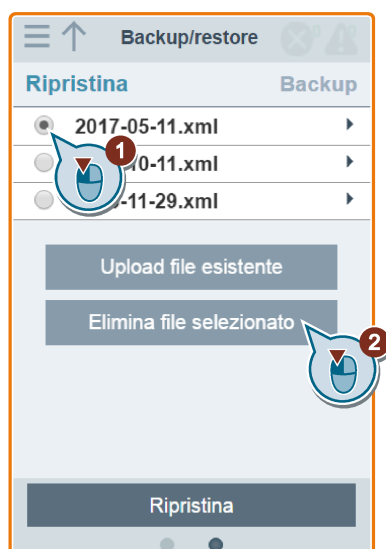 Backup/restore
Ripristina Backup
2017-05-11.xml
1
10-11.xml
-11-29.xml
Upload file esistente
Elimina file selezionato
2
Ripristina